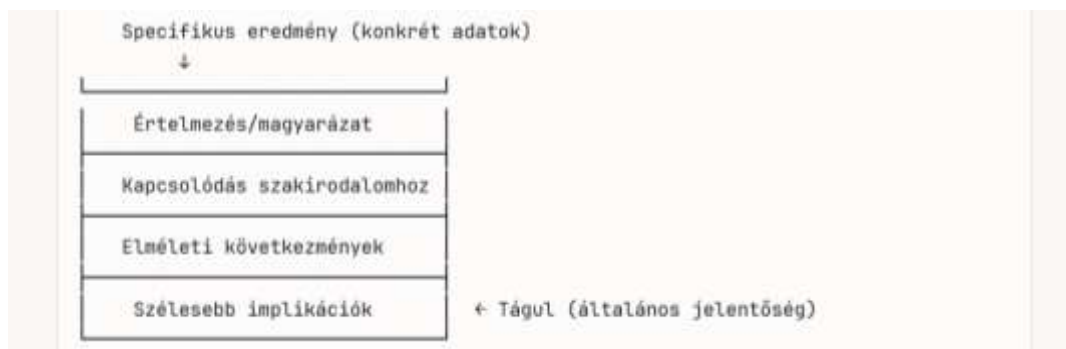 Specifikus eredmény (konkrét adatok)
↓
Értelmezés/magyarázat
Kapcsolódás szakirodalomhoz
Elméleti következmények
Szélesebb implikációk ← Tágul (általános jelentőség)